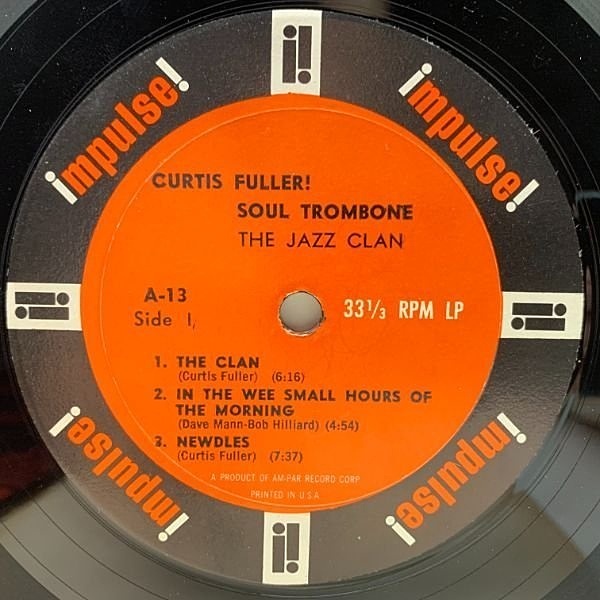 impulse!
impulse!
CURTIS FULLER!
SOUL TROMBONE
THE JAZZ CLAN
A-13
Side 1,
33 1/3 RPM LP
1. THE CLAN
(Curtis Fuller) (6:16)
2. IN THE WEE SMALL HOURS OF
THE MORNING
(Dave Mann-Bob Hilliard) (4:54)
3. NEWDLES
(Curtis Fuller) (7:37)
A PRODUCT OF AM-PAR RECORD CORP.
PRINTED IN U.S.A.
impulse!
impulse!